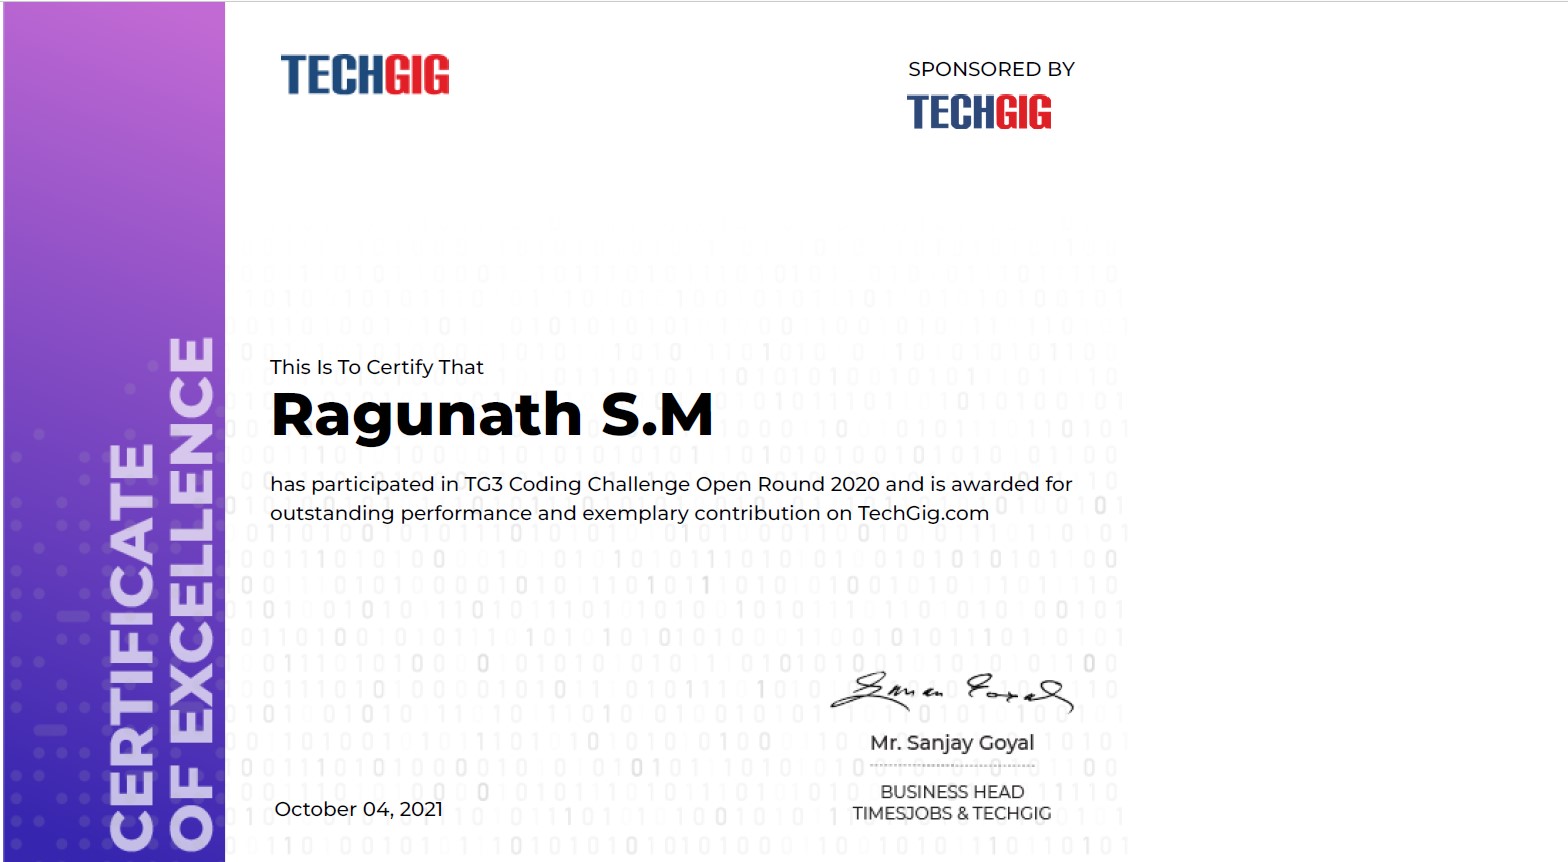 TECHGIG
SPONSORED BY
TECHGIG
CERTIFICATE
OF EXCELLENCE
This Is To Certify That
Ragunath S.M
has participated in TG3 Coding Challenge Open Round 2020 and is awarded for
outstanding performance and exemplary contribution on TechGig.com
Mr. Sanjay Goyal
BUSINESS HEAD
TIMESJOBS & TECHGIG
October 04, 2021